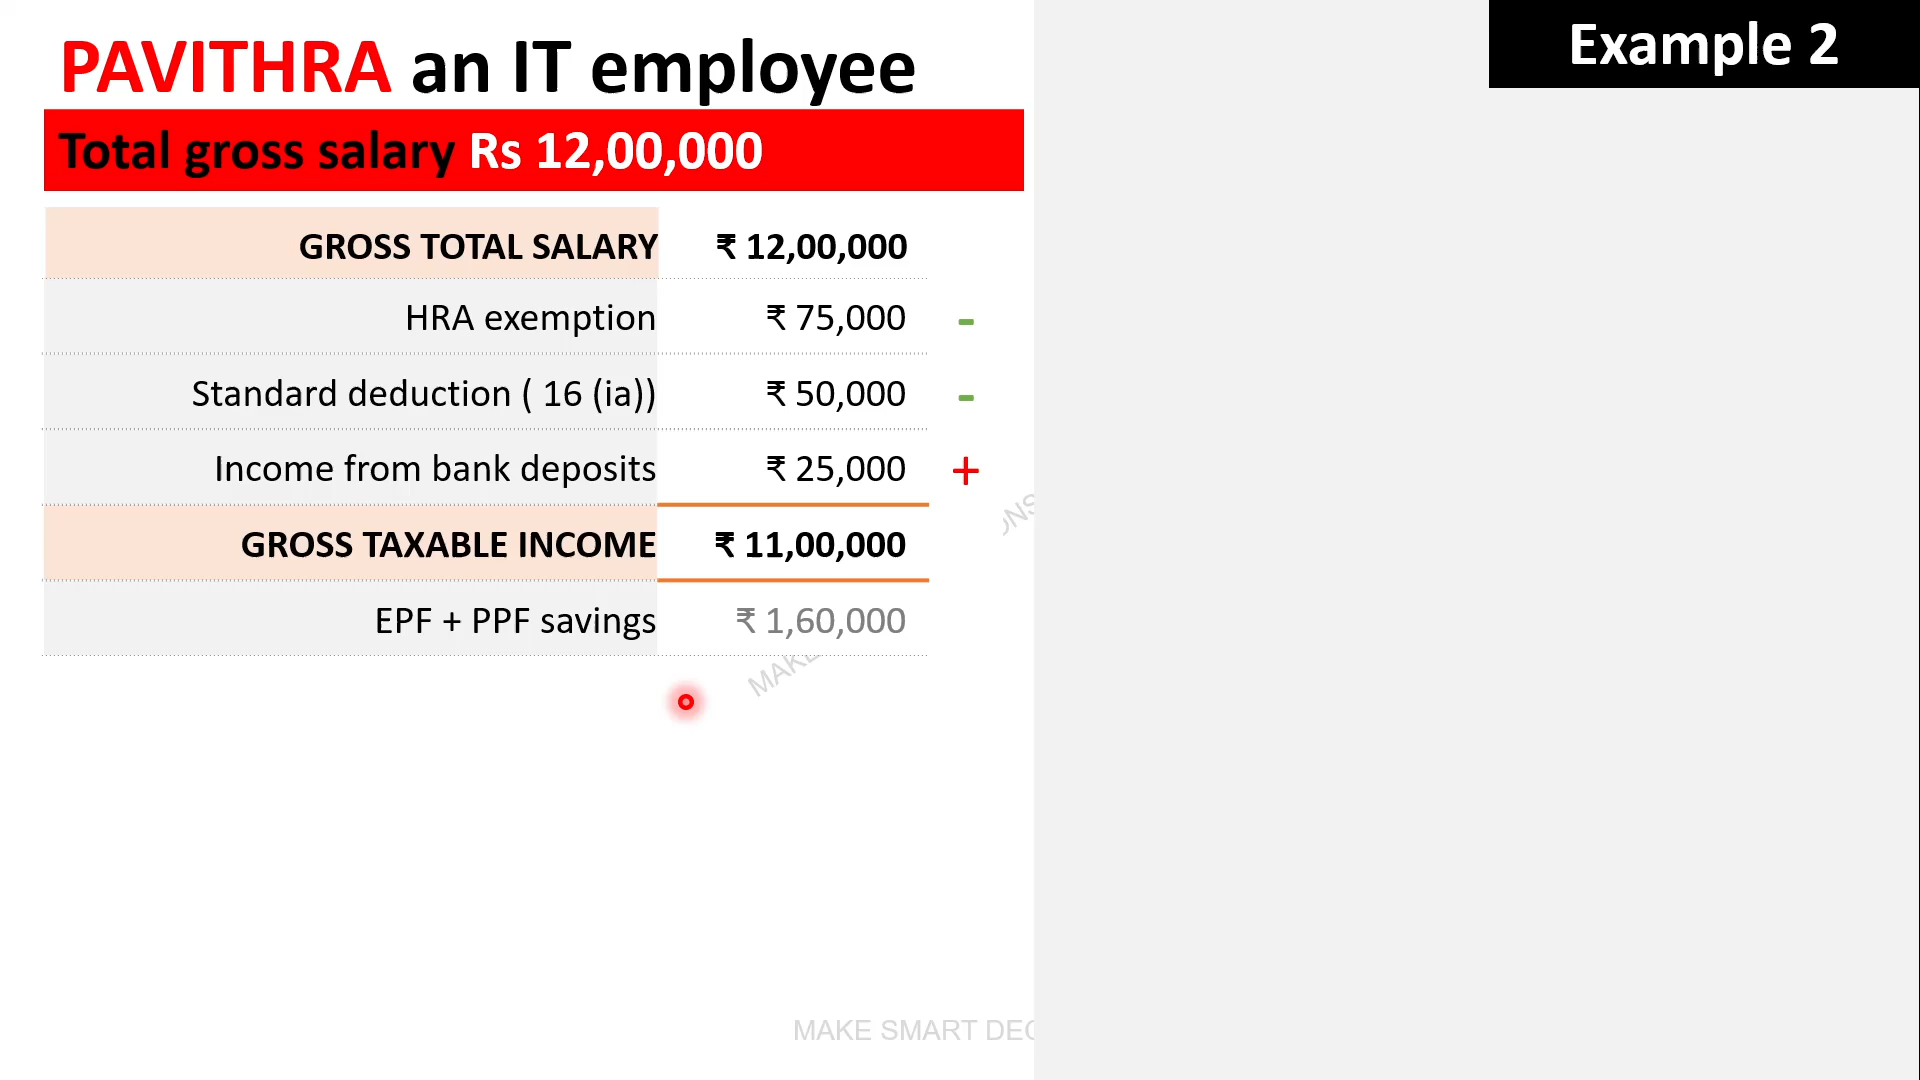 PAVITHRA an IT employee
Example 2
Total gross salary Rs 12,00,000
GROSS TOTAL SALARY ₹ 12,00,000
HRA exemption ₹ 75,000 -
Standard deduction ( 16 (ia)) ₹ 50,000 -
Income from bank deposits ₹ 25,000 +
GROSS TAXABLE INCOME ₹ 11,00,000
EPF + PPF savings ₹ 1,60,000
MAKE SMART